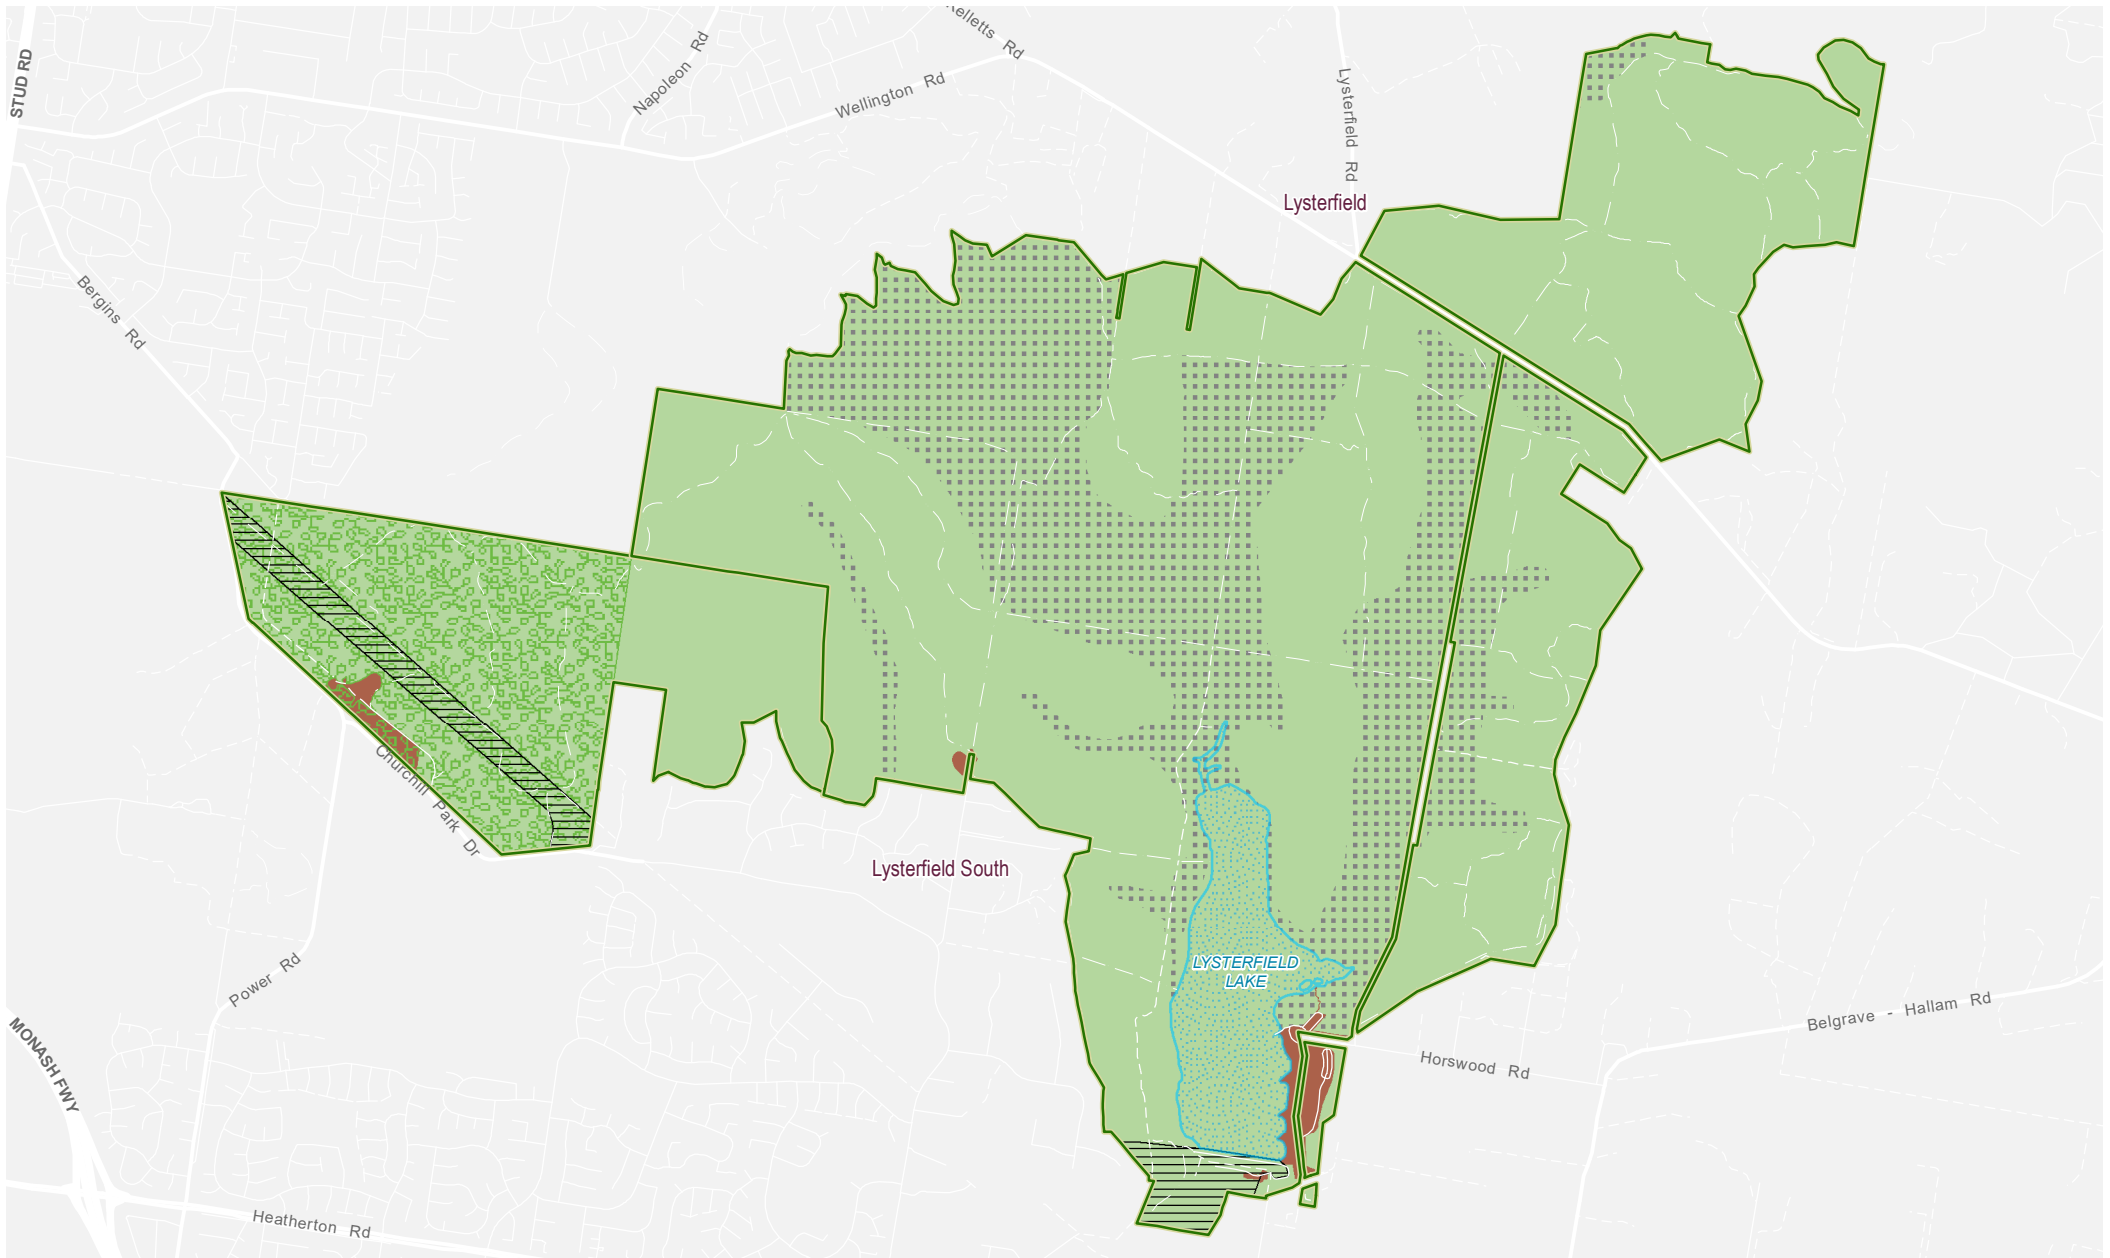 Kelletts Rd
STUD RD
Napoleon Rd
Wellington Rd
Lysterfield Rd
Lysterfield
Bergins Rd
Churchill Park Dr
Lysterfield South
Power Rd
LYSTERFIELD
LAKE
Belgrave - Hallam Rd
Horswood Rd
MONASH FWY
Heatherton Rd